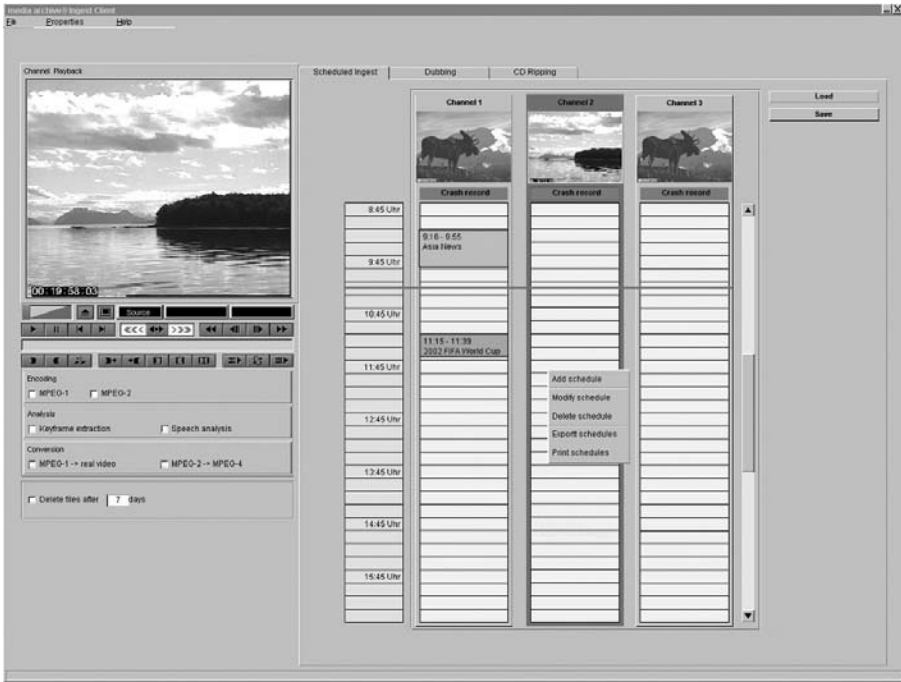 media archive® Ingest Client
File Properties Help
Channel Playback
00:19:58:03
Source
Encoding
MPEG-1 MPEG-2
Analysis
Keyframe extraction Speech analysis
Conversion
MPEG-1 -> real video MPEG-2 -> MPEG-4
Delete files after 7 days
Scheduled Ingest Dubbing CD Ripping
Channel 1 Channel 2 Channel 3
Crash record Crash record Crash record
8:45 Uhr
9:16 - 9:55
Asia News
9:45 Uhr
10:45 Uhr
11:15 - 11:39
2002 FIFA World Cup
11:45 Uhr
Add schedule
Modify schedule
Delete schedule
Exportt schedules
Print schedules
12:45 Uhr
13:45 Uhr
14:45 Uhr
15:45 Uhr
Load
Save